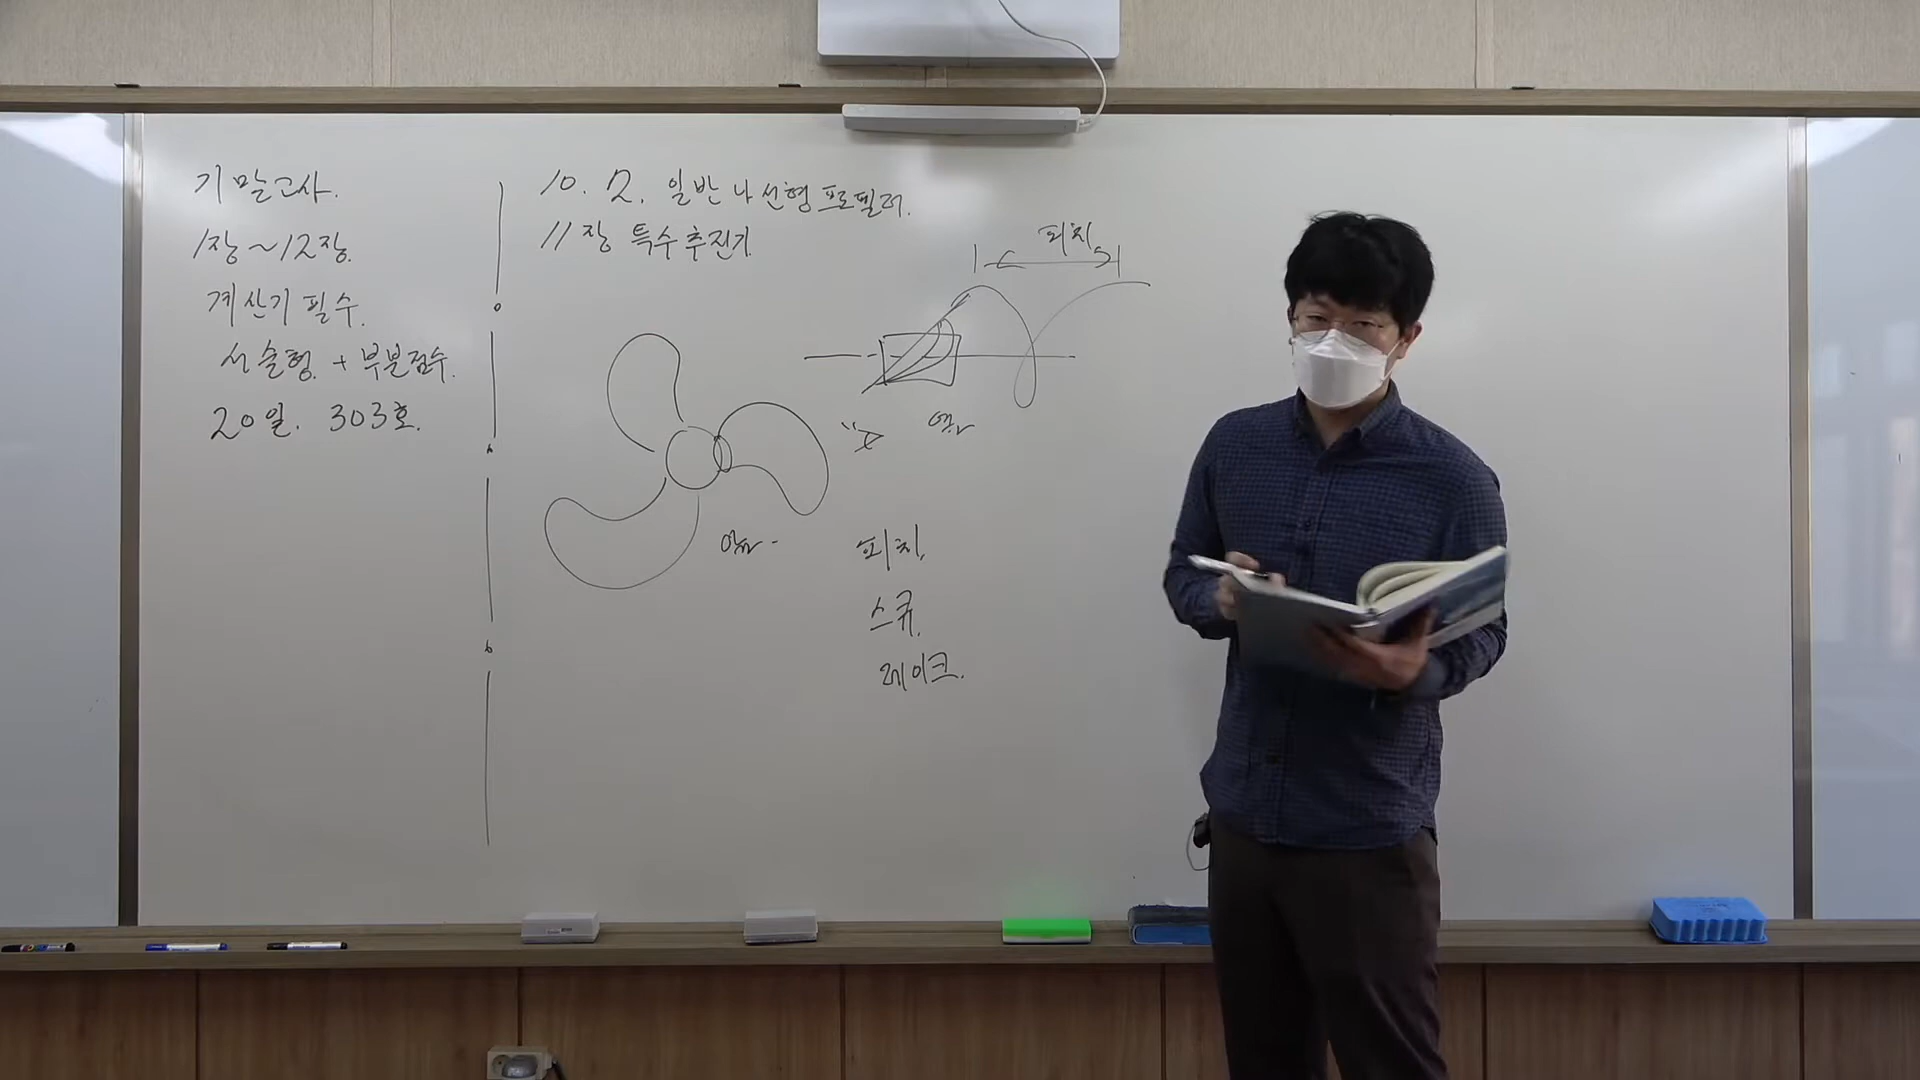 기말고사.
1장~12장.
계산기 필수.
서술형 + 부분점수.
20일. 303호.
10. 2. 일반 나선형 프로펠러.
11장 특수추진기
피치
피치.
스큐.
레이크.